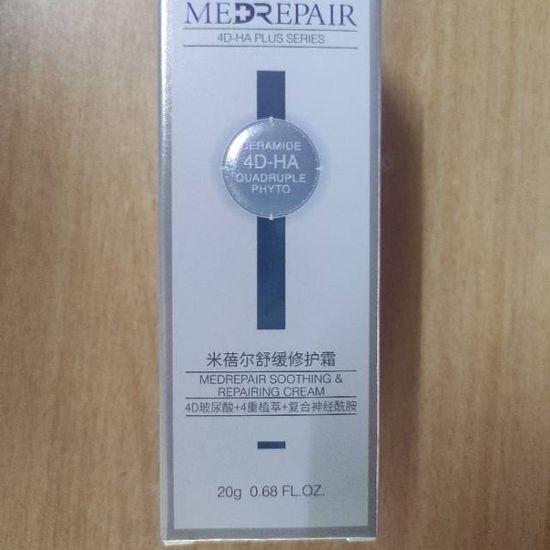 MEDREPAIR
4D-HA PLUS SERIES
CERAMIDE
4D-HA
QUADRUPLE
PHYTO
米蓓尔舒缓修护霜
MEDREPAIR SOOTHING &
REPAIRING CREAM
4D玻尿酸+4重植萃+复合神经酰胺
20g 0.68 FL.OZ.